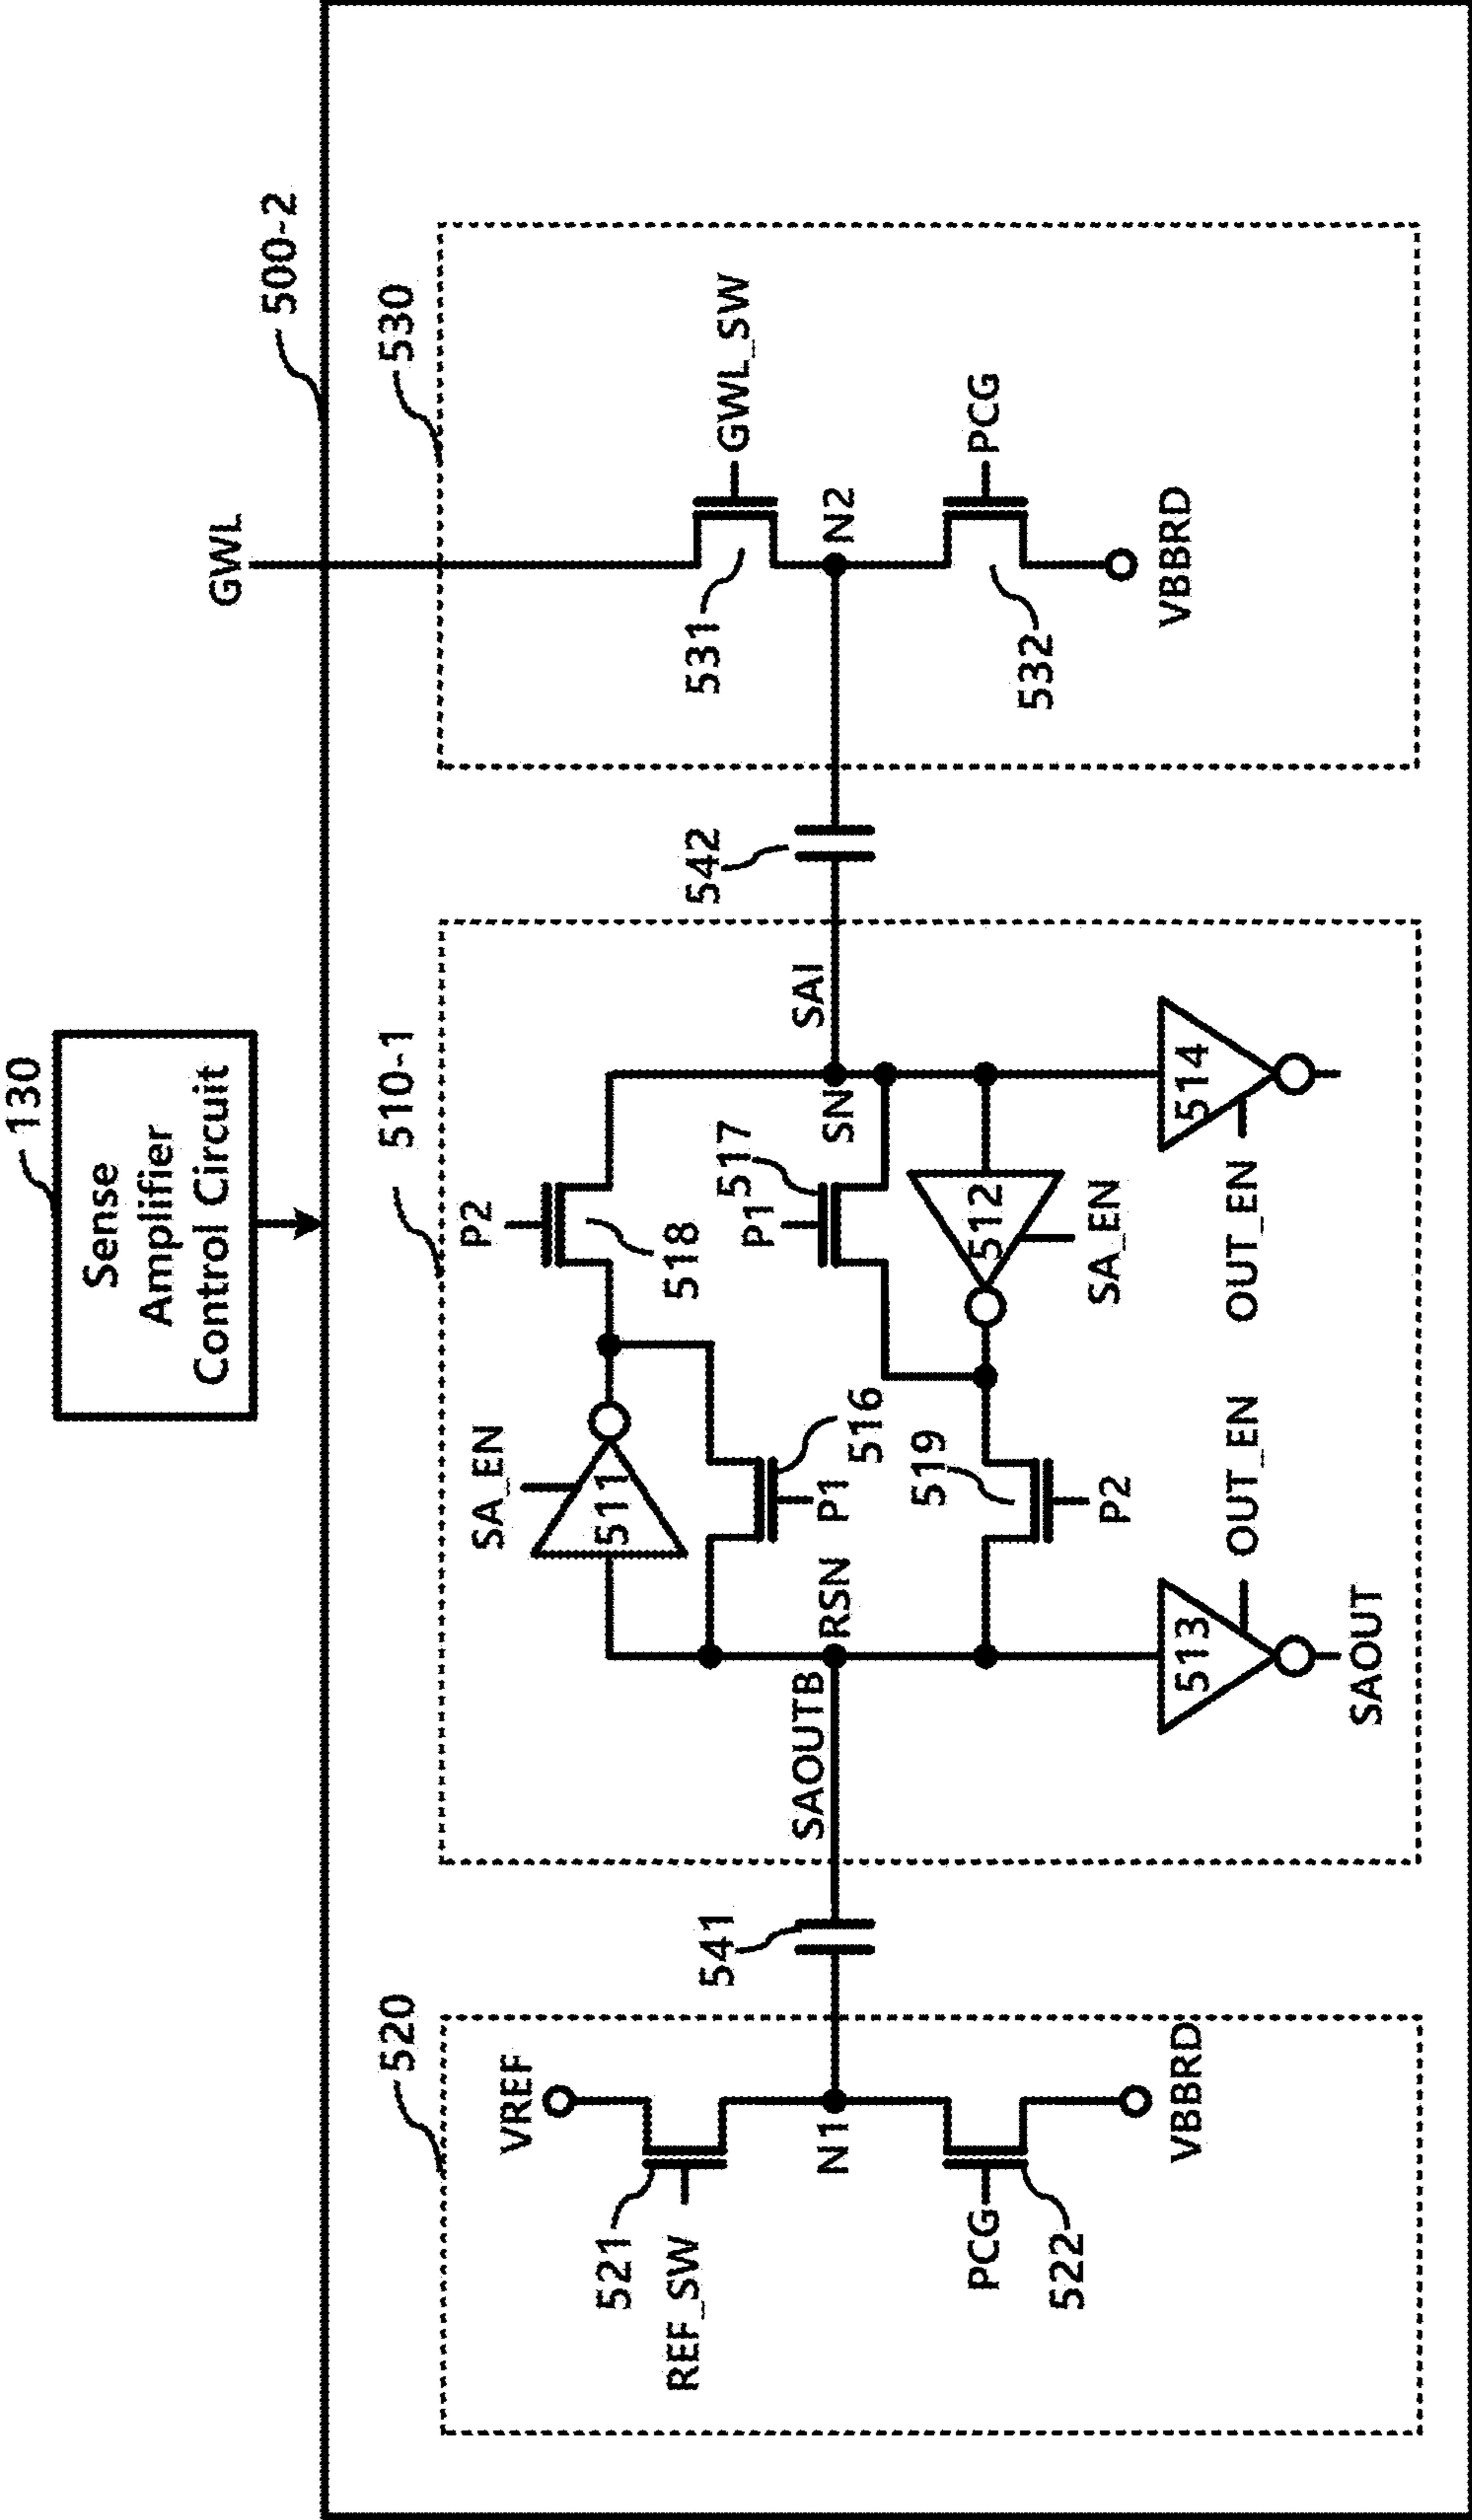 130
Sense
Amplifier
Control Circuit
GWL
500-2
520
510-1
530
VREF
521
REF_SW
N1
PCG
522
VBBRD
541
SAOUTB
RSN
SA_EN
511
516
P1
519
P2
513
OUT_EN
SAOUT
P2
518
517
P1
SN
SAI
512
SA_EN
514
OUT_EN
542
531
GWL_SW
N2
532
PCG
VBBRD